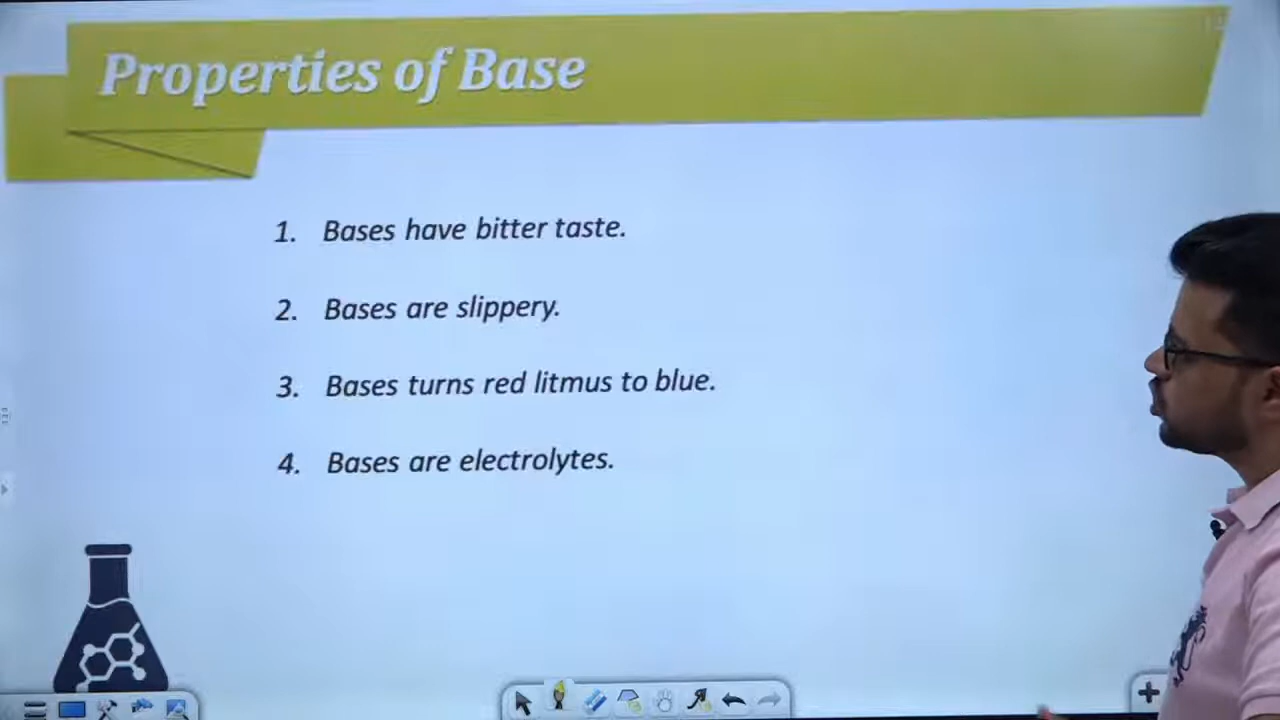 Properties of Base
1. Bases have bitter taste.
2. Bases are slippery.
3. Bases turns red litmus to blue.
4. Bases are electrolytes.